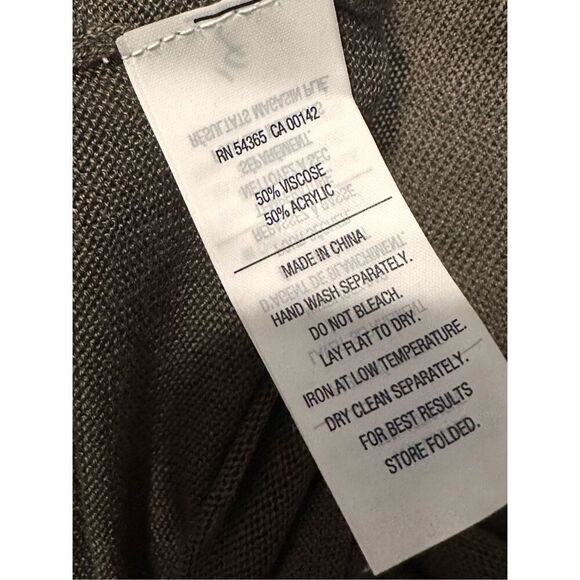 RN 54365 CA 00142
50% VISCOSE
50% ACRYLIC
MADE IN CHINA
HAND WASH SEPARATELY.
DO NOT BLEACH.
LAY FLAT TO DRY.
IRON AT LOW TEMPERATURE.
DRY CLEAN SEPARATELY.
FOR BEST RESULTS
STORE FOLDED.